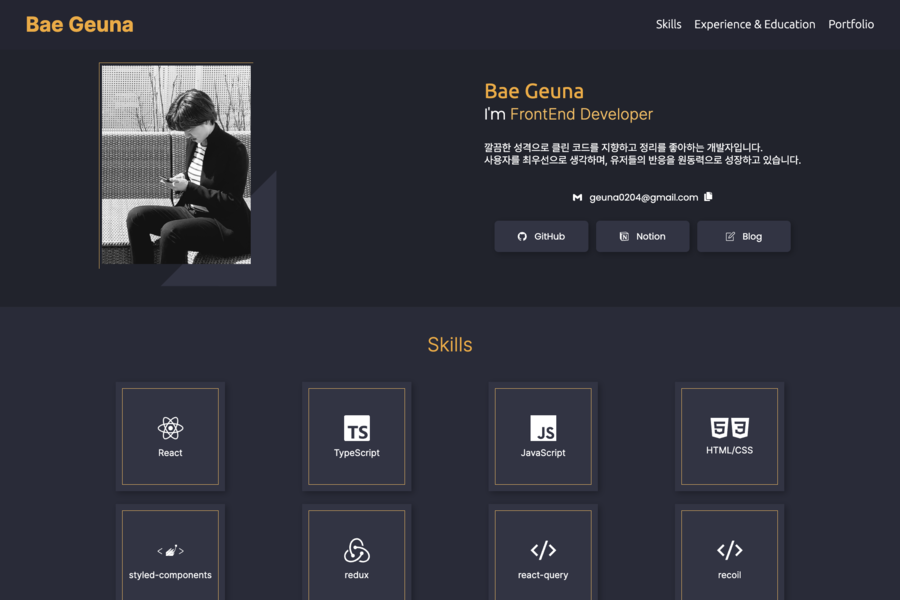 Bae Geuna
Skills Experience & Education Portfolio
Bae Geuna
I'm FrontEnd Developer
깔끔한 성격으로 클린 코드를 지향하고 정리를 좋아하는 개발자입니다.
사용자를 최우선으로 생각하며, 유저들의 반응을 원동력으로 성장하고 있습니다.
geuna0204@gmail.com
GitHub Notion Blog
Skills
React
TS
TypeScript
JS
JavaScript
5 3
HTML/CSS
styled-components
redux
react-query
recoil